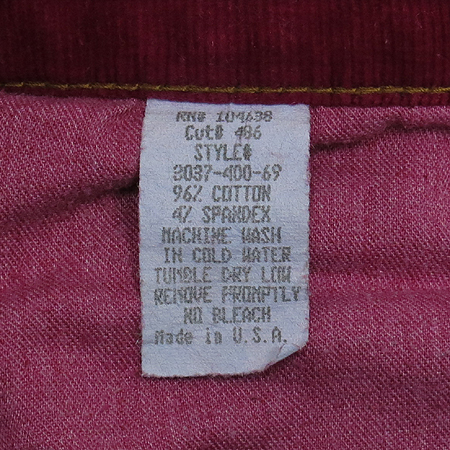 RN# 104638
Cut# 486
STYLE#
3037-400-69
96% COTTON
4% SPANDEX
MACHINE WASH
IN COLD WATER
TUMBLE DRY LOW
REMOVE PROMPTLY
NO BLEACH
Made in U.S.A.